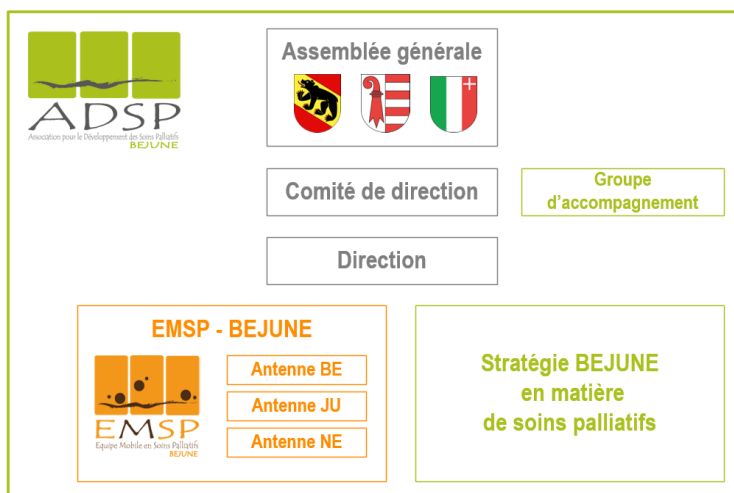 ADSP
Association pour le Développement des Soins Palliatifs
BEJUNE
Assemblée générale
Comité de direction
Groupe
d'accompagnement
Direction
EMSP - BEJUNE
EMSP
Equipe Mobile en Soins Palliatifs
BEJUNE
Antenne BE
Antenne JU
Antenne NE
Stratégie BEJUNE
en matière
de soins palliatifs